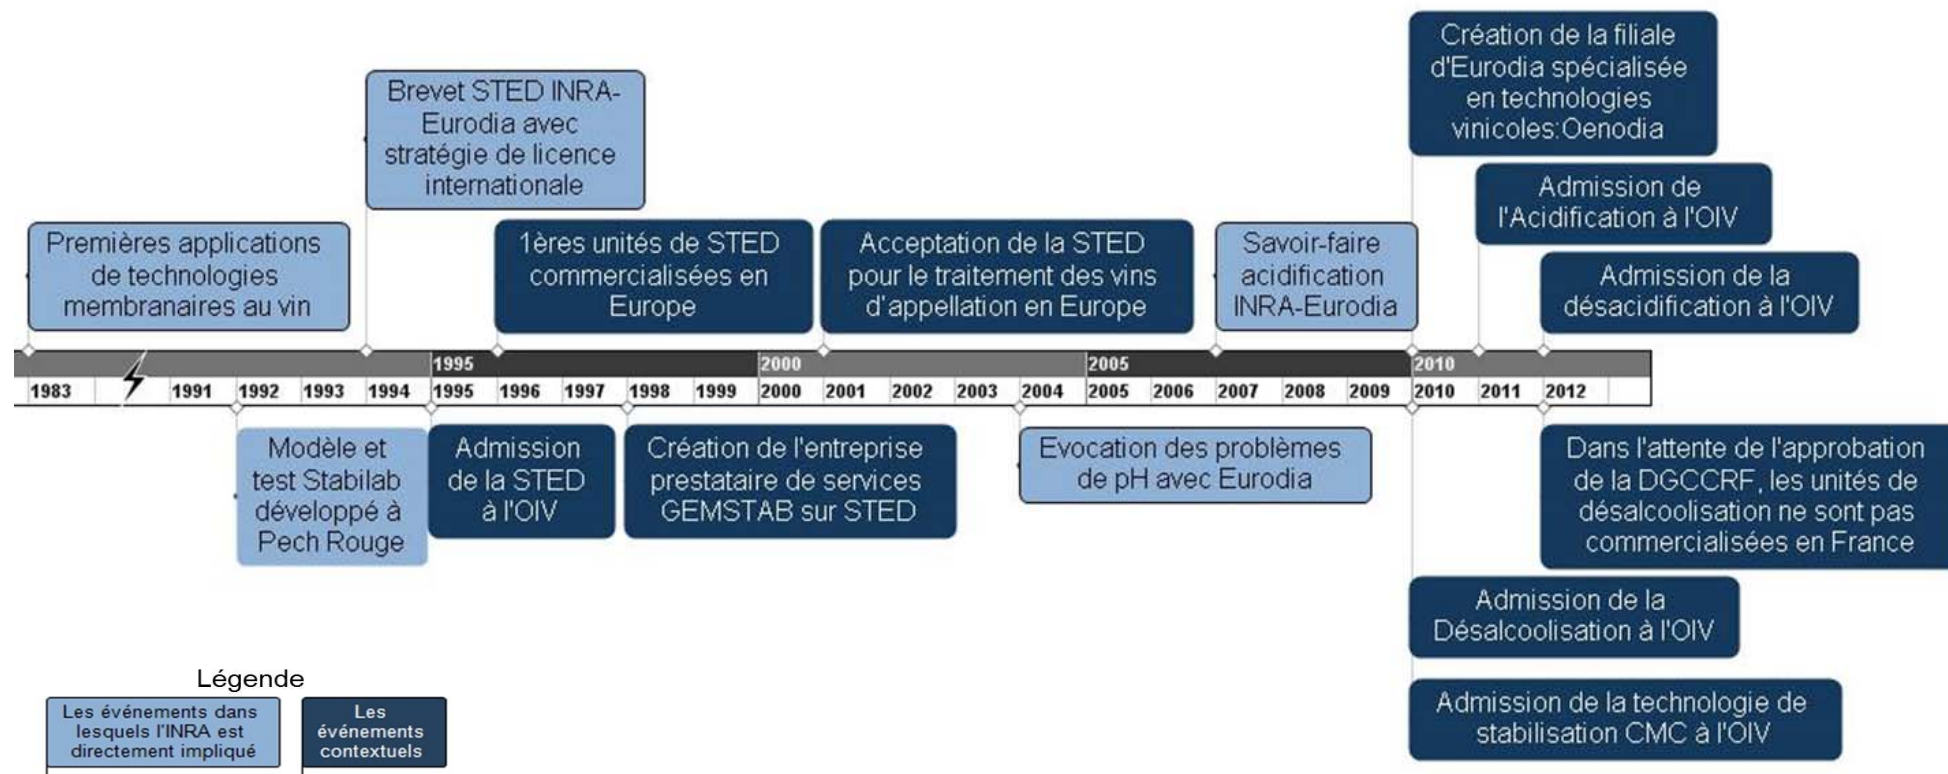 Création de la filiale
d'Eurodia spécialisée
en technologies
vinicoles:Oenodia
Brevet STED INRA-
Eurodia avec
stratégie de licence
internationale
Admission de
l'Acidification à l'OIV
Premières applications
de technologies
membranaires au vin
1ères unités de STED
commercialisées en
Europe
Acceptation de la STED
pour le traitement des vins
d'appellation en Europe
Savoir-faire
acidification
INRA-Eurodia
Admission de la
désacidification à l'OIV
1995 2000 2005 2010
1983 1991 1992 1993 1994 1995 1996 1997 1998 1999 2000 2001 2002 2003 2004 2005 2006 2007 2008 2009 2010 2011 2012
Modèle et
test Stabilab
développé à
Pech Rouge
Admission
de la STED
à l'OIV
Création de l'entreprise
prestataire de services
GEMSTAB sur STED
Evocation des problèmes
de pH avec Eurodia
Dans l'attente de l'approbation
de la DGCCRF, les unités de
désalcoolisation ne sont pas
commercialisées en France
Admission de la
Désalcoolisation à l'OIV
Admission de la technologie de
stabilisation CMC à l'OIV
Légende
Les événements dans
lesquels l'INRA est
directement impliqué
Les
événements
contextuels